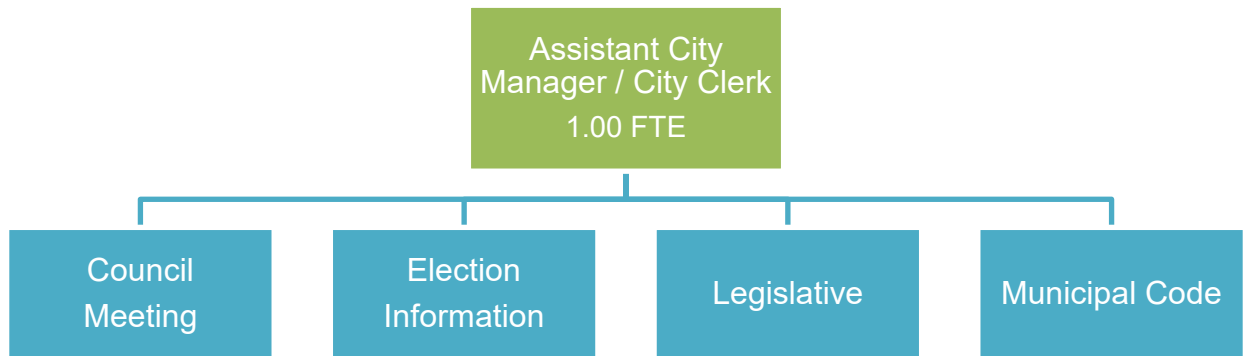 Assistant City
Manager / City Clerk
1.00 FTE
Council
Meeting
Election
Information
Legislative
Municipal Code